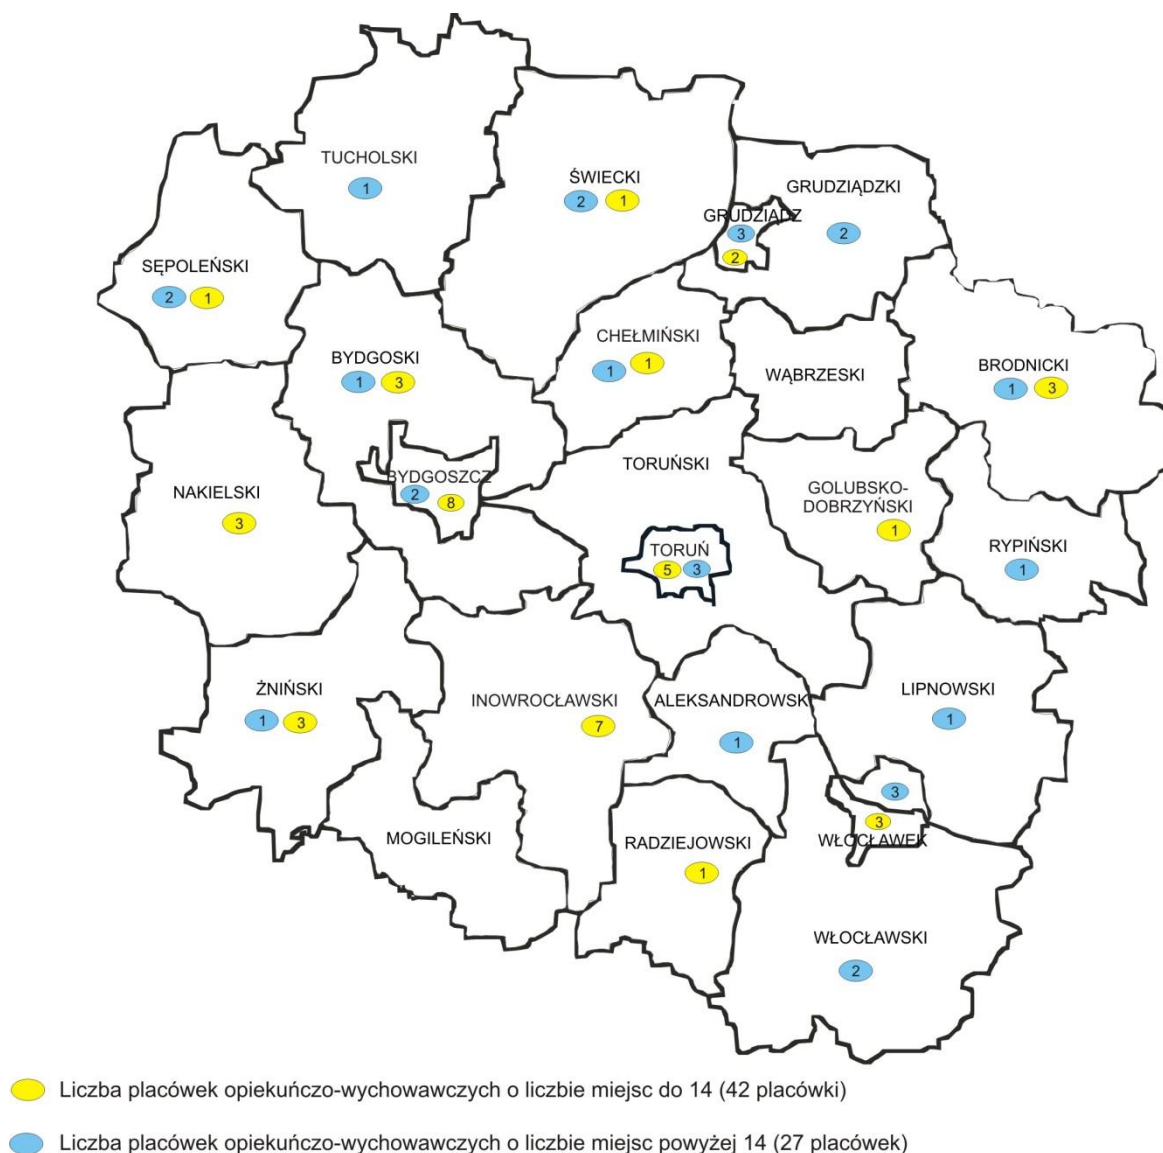 TUCHOLSKI
1
ŚWIECKI
2 1
GRUDZIĄDZKI
2
GRUDZIĄDZ
3
2
SĘPOLEŃSKI
2 1
BYDGOSKI
1 3
CHEŁMIŃSKI
1 1
WĄBRZESKI
BRODNICKI
1 3
NAKIELSKI
3
BYDGOSZCZ
2 8
TORUŃSKI
TORUŃ
5 3
GOLUBSKO-
DOBRZYŃSKI
1
RYPIŃSKI
1
ŻNIŃSKI
1 3
INOWROCŁAWSKI
7
ALEKSANDROWSKI
1
LIPNOWSKI
1
3
3
WŁOCŁAWEK
MOGILEŃSKI
RADZIEJOWSKI
1
WŁOCŁAWSKI
2
Liczba placówek opiekuńczo-wychowawczych o liczbie miejsc do 14 (42 placówki)
Liczba placówek opiekuńczo-wychowawczych o liczbie miejsc powyżej 14 (27 placówek)